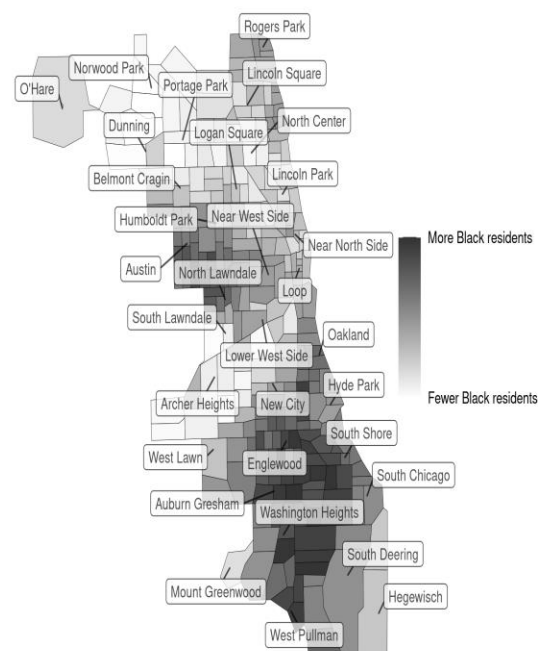 Rogers Park
Norwood Park
Lincoln Square
O'Hare
Portage Park
Dunning
Logan Square
North Center
Belmont Cragin
Lincoln Park
Humboldt Park
Near West Side
More Black residents
Near North Side
Austin
North Lawndale
Loop
South Lawndale
Oakland
Lower West Side
Hyde Park
Archer Heights
New City
Fewer Black residents
South Shore
West Lawn
Englewood
South Chicago
Auburn Gresham
Washington Heights
South Deering
Mount Greenwood
Hegewisch
West Pullman